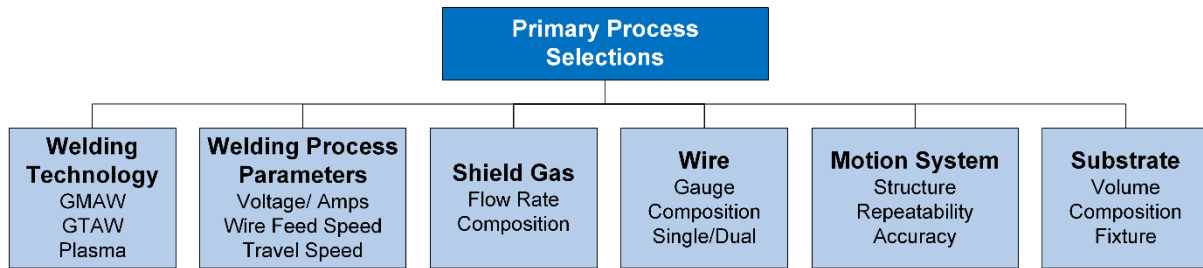 Primary Process
Selections
Welding
Technology
GMAW
GTAW
Plasma
Welding Process
Parameters
Voltage/ Amps
Wire Feed Speed
Travel Speed
Shield Gas
Flow Rate
Composition
Wire
Gauge
Composition
Single/Dual
Motion System
Structure
Repeatability
Accuracy
Substrate
Volume
Composition
Fixture